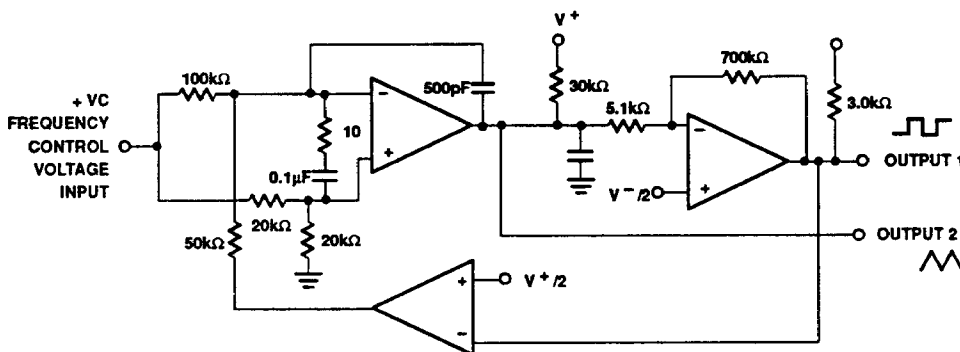 V+
100kΩ
500pF
30kΩ
700kΩ
+ VC
FREQUENCY
CONTROL
VOLTAGE
INPUT
−
+
10
0.1μF
5.1kΩ
−
+
3.0kΩ
OUTPUT 1
V−/2
20kΩ
50kΩ
20kΩ
OUTPUT 2
+
−
V+/2